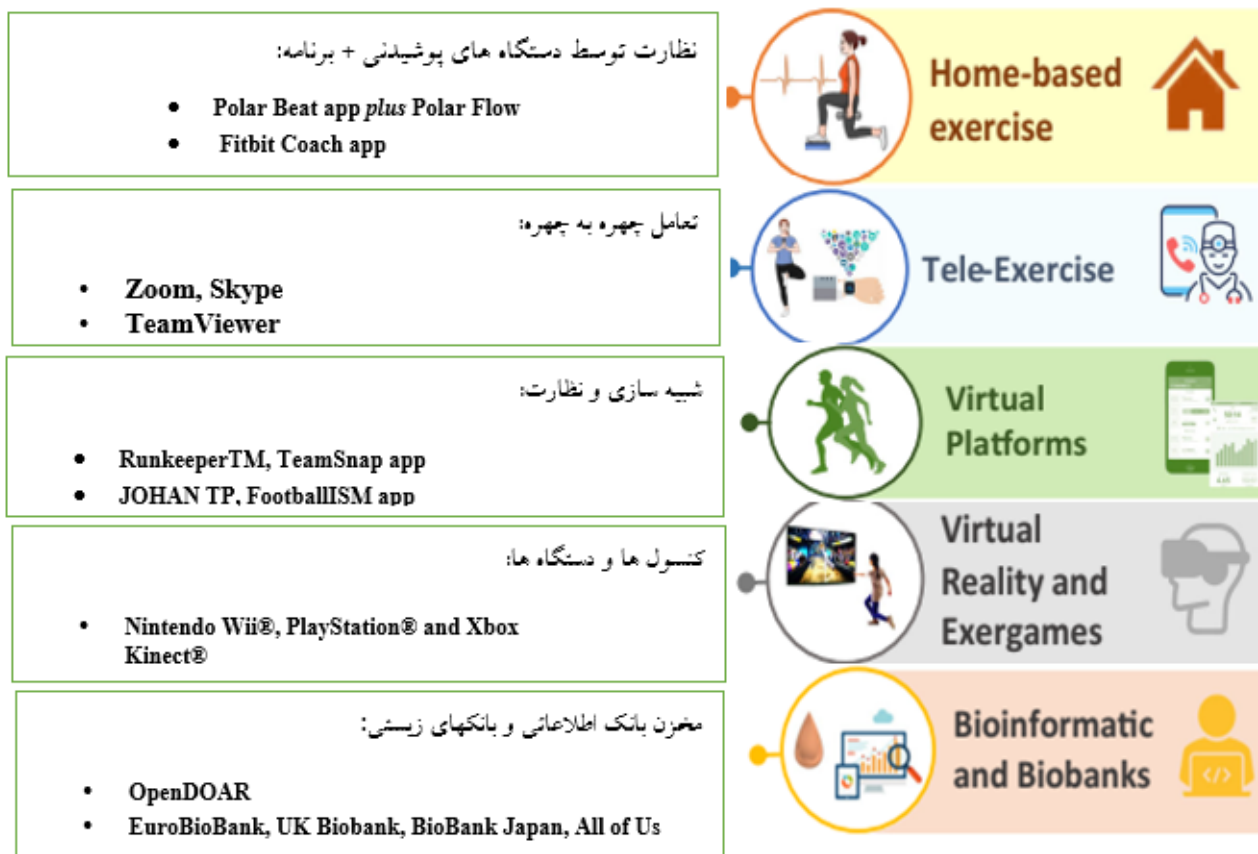 نظارت توسط دستگاه های پوشیدنی + برنامه:
• Polar Beat app plus Polar Flow
• Fitbit Coach app
Home-based
exercise
تعامل چهره به چهره:
• Zoom, Skype
• TeamViewer
Tele-Exercise
شبیه سازی و نظارت:
• RunkeeperTM, TeamSnap app
• JOHAN TP, FootballISM app
Virtual
Platforms
کنسول ها و دستگاه ها:
• Nintendo Wii®, PlayStation® and Xbox
Kinect®
Virtual
Reality and
Exergames
مخزن بانک اطلاعاتی و بانکهای زیستی:
• OpenDOAR
• EuroBioBank, UK Biobank, BioBank Japan, All of Us
Bioinformatic
and Biobanks